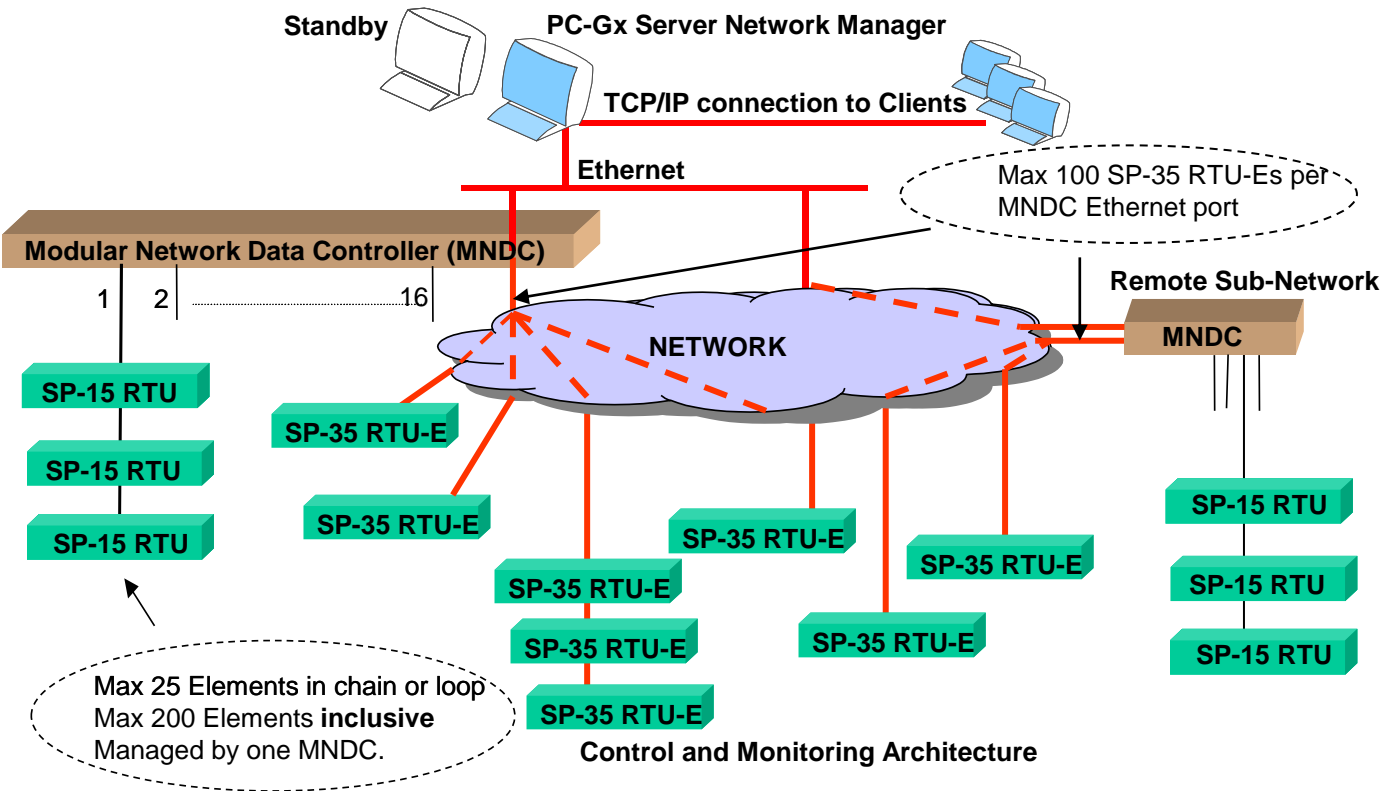 Standby
PC-Gx Server Network Manager
TCP/IP connection to Clients
Ethernet
Max 100 SP-35 RTU-Es per
MNDC Ethernet port
Modular Network Data Controller (MNDC)
1
2
16
Remote Sub-Network
MNDC
NETWORK
SP-15 RTU
SP-15 RTU
SP-15 RTU
SP-35 RTU-E
SP-35 RTU-E
SP-35 RTU-E
SP-35 RTU-E
SP-35 RTU-E
SP-35 RTU-E
SP-35 RTU-E
SP-35 RTU-E
SP-15 RTU
SP-15 RTU
SP-15 RTU
Max 25 Elements in chain or loop
Max 200 Elements inclusive
Managed by one MNDC.
Control and Monitoring Architecture